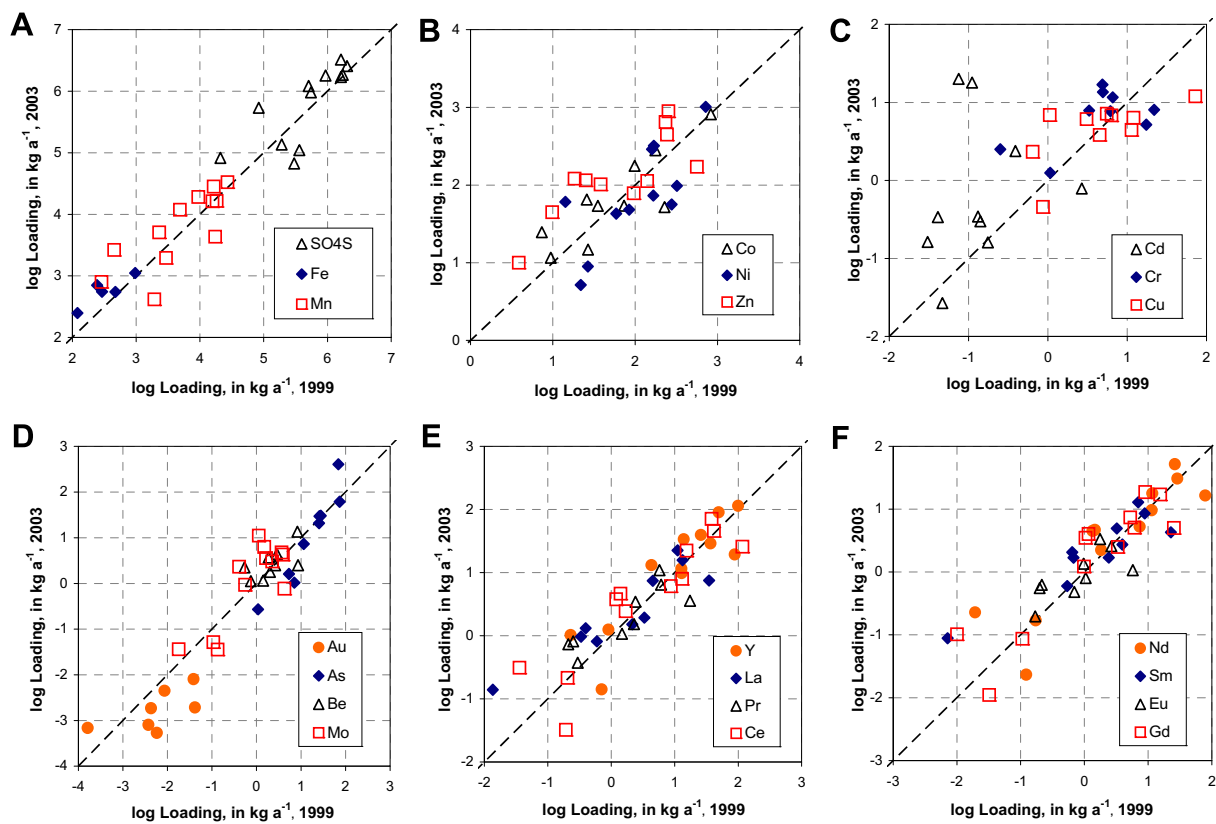 A
log Loading, in kg a⁻¹, 2003
7
6
5
4
3
2
SO4S
Fe
Mn
2 3 4 5 6 7
log Loading, in kg a⁻¹, 1999
B
log Loading, in kg a⁻¹, 2003
4
3
2
1
0
Co
Ni
Zn
0 1 2 3 4
log Loading, in kg a⁻¹, 1999
C
log Loading, in kg a⁻¹, 2003
2
1
0
-1
-2
Cd
Cr
Cu
-2 -1 0 1 2
log Loading, in kg a⁻¹, 1999
D
log Loading, in kg a⁻¹, 2003
3
2
1
0
-1
-2
-3
-4
Au
As
Be
Mo
-4 -3 -2 -1 0 1 2 3
log Loading, in kg a⁻¹, 1999
E
log Loading, in kg a⁻¹, 2003
3
2
1
0
-1
-2
Y
La
Pr
Ce
-2 -1 0 1 2 3
log Loading, in kg a⁻¹, 1999
F
log Loading, in kg a⁻¹, 2003
2
1
0
-1
-2
-3
Nd
Sm
Eu
Gd
-3 -2 -1 0 1 2
log Loading, in kg a⁻¹, 1999